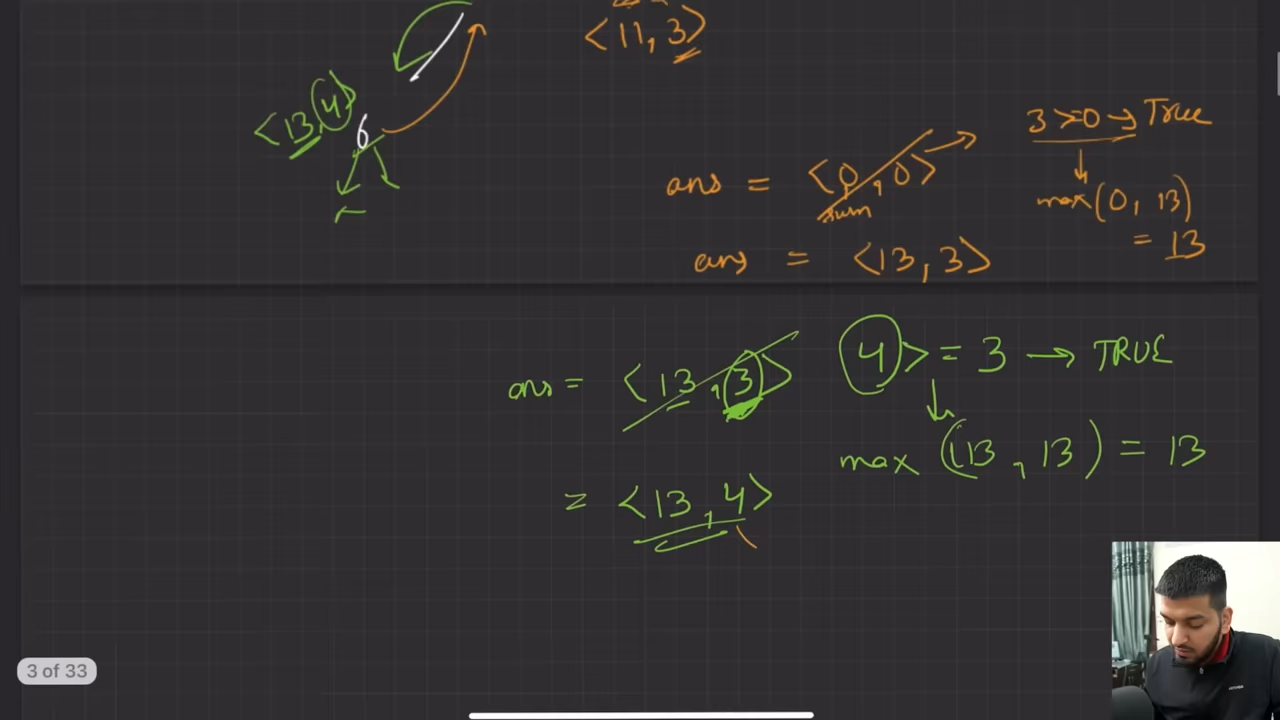 <11, 3>
<13, 4>
6
3 >= 0 → True
ans = <0, 0>
sum
max(0, 13)
= 13
ans = <13, 3>
ans = <13, 3>
4 >= 3 → TRUE
max (13, 13) = 13
= <13, 4>
3 of 33